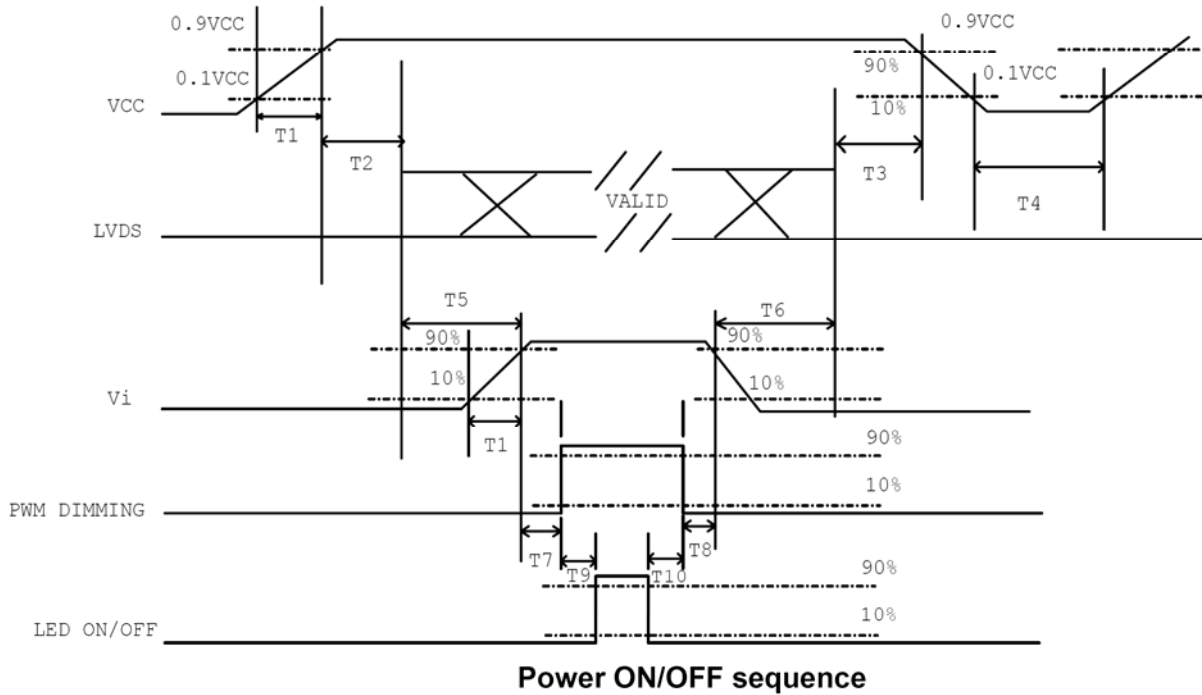 0.9VCC
0.9VCC
90%
0.1VCC
0.1VCC
VCC
10%
T1
T2
T3
T4
VALID
LVDS
T5
T6
90%
90%
10%
10%
Vi
T1
90%
10%
PWM DIMMING
T7
T8
T9
T10
90%
10%
LED ON/OFF
Power ON/OFF sequence